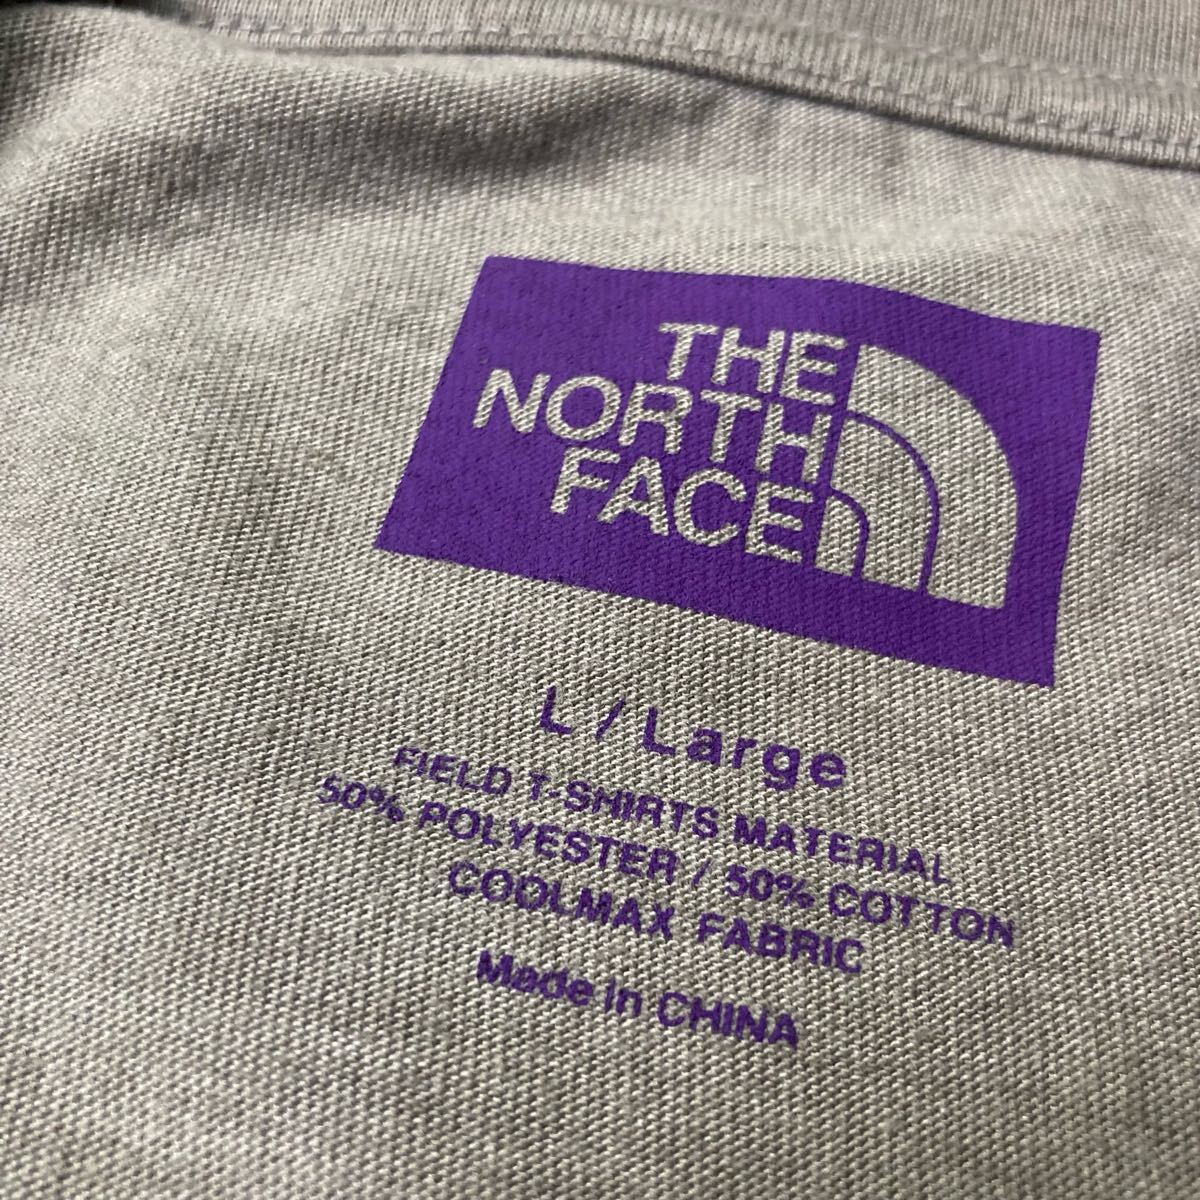 THE
NORTH
FACE
L / Large
FIELD T-SHIRTS MATERIAL
50% POLYESTER / 50% COTTON
COOLMAX FABRIC
Made in CHINA